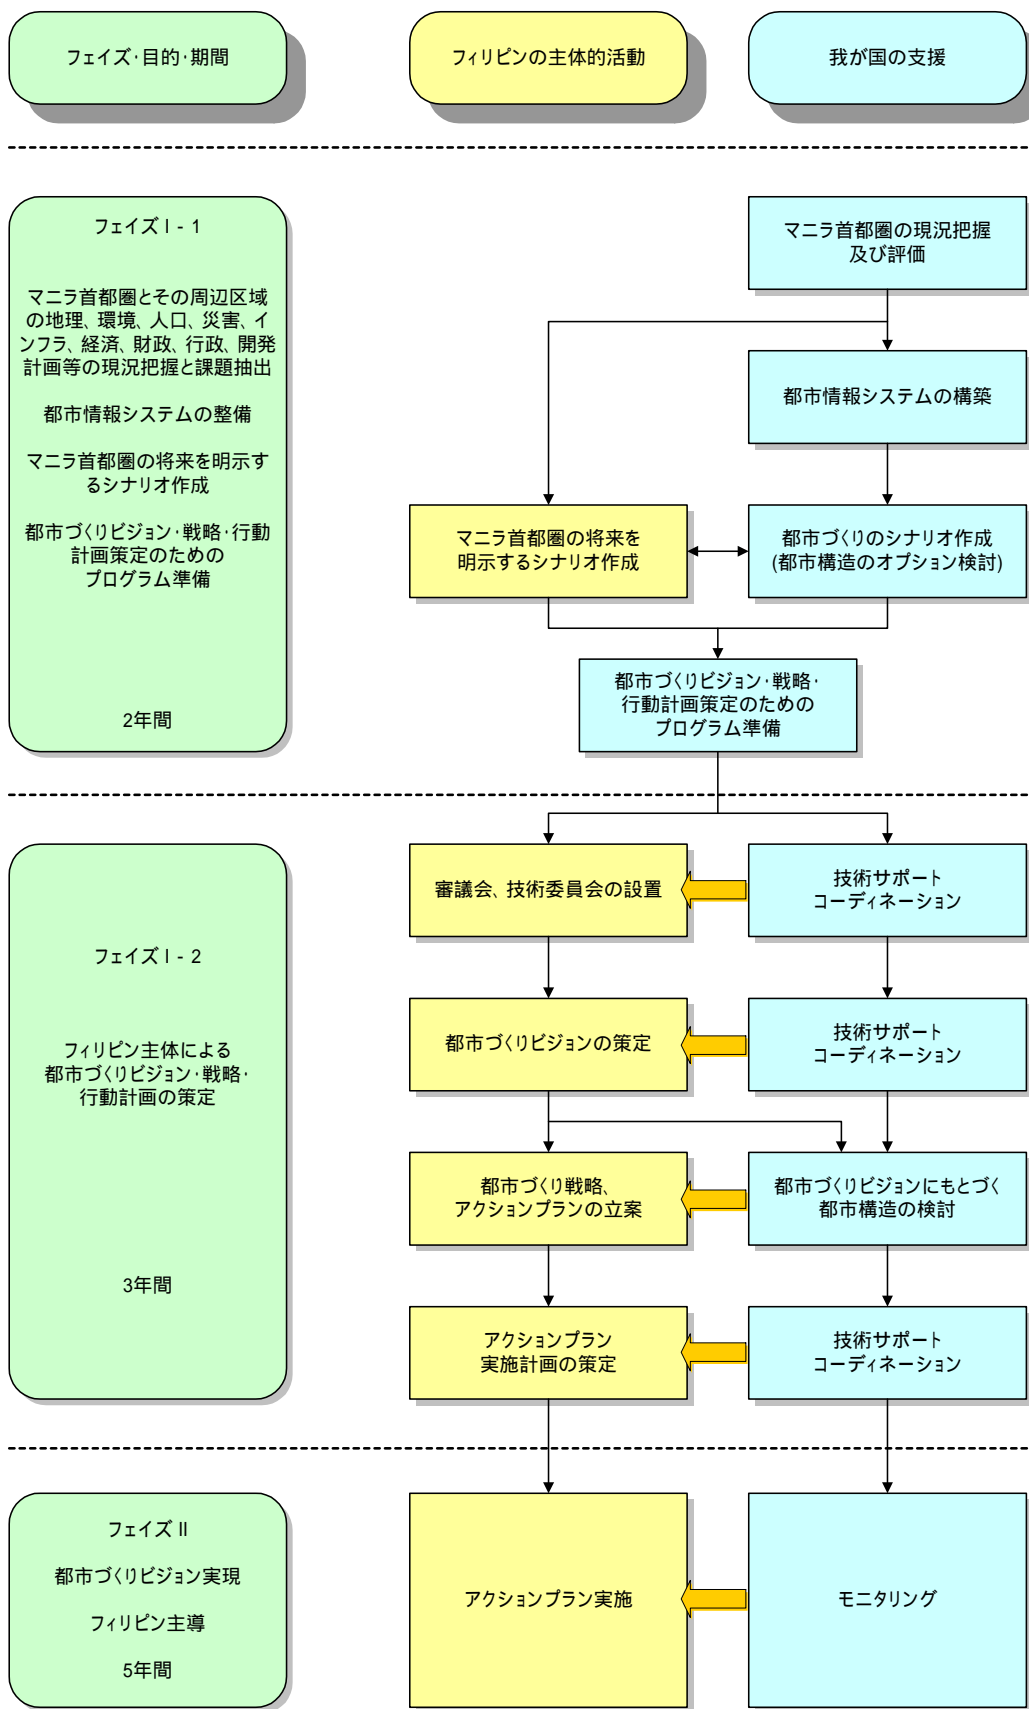 フェイズ・目的・期間
フィリピンの主体的活動
我が国の支援
フェイズ I - 1
マニラ首都圏とその周辺区域
の地理、環境、人口、災害、イ
ンフラ、経済、財政、行政、開発
計画等の現況把握と課題抽出
都市情報システムの整備
マニラ首都圏の将来を明示す
るシナリオ作成
都市づくりビジョン・戦略・行動
計画策定のための
プログラム準備
2年間
マニラ首都圏の現況把握
及び評価
都市情報システムの構築
マニラ首都圏の将来を
明示するシナリオ作成
都市づくりのシナリオ作成
(都市構造のオプション検討)
都市づくりビジョン・戦略・
行動計画策定のための
プログラム準備
フェイズ I - 2
フィリピン主体による
都市づくりビジョン・戦略・
行動計画の策定
3年間
審議会、技術委員会の設置
技術サポート
コーディネーション
都市づくりビジョンの策定
技術サポート
コーディネーション
都市づくり戦略、
アクションプランの立案
都市づくりビジョンにもとづく
都市構造の検討
アクションプラン
実施計画の策定
技術サポート
コーディネーション
フェイズ II
都市づくりビジョン実現
フィリピン主導
5年間
アクションプラン実施
モニタリング